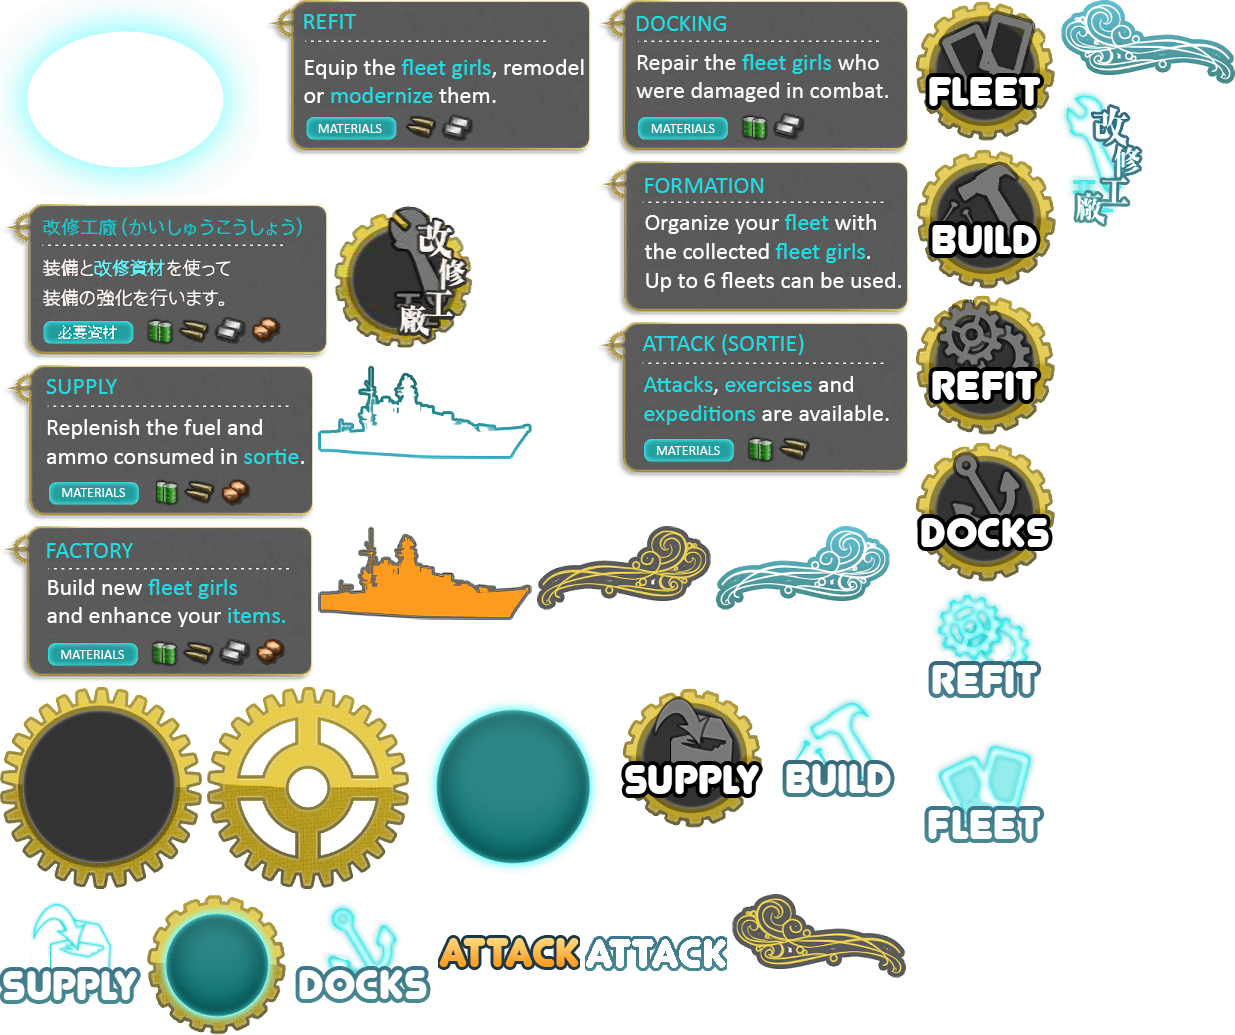 REFIT
Equip the fleet girls, remodel
or modernize them.
MATERIALS
DOCKING
Repair the fleet girls who
were damaged in combat.
MATERIALS
FLEET
改修工廠
FORMATION
Organize your fleet with
the collected fleet girls.
Up to 6 fleets can be used.
BUILD
改修工廠(かいしゅうこうしょう)
装備と改修資材を使って
装備の強化を行います。
必要資材
改修工廠
REFIT
ATTACK (SORTIE)
Attacks, exercises and
expeditions are available.
MATERIALS
SUPPLY
Replenish the fuel and
ammo consumed in sortie.
MATERIALS
DOCKS
FACTORY
Build new fleet girls
and enhance your items.
MATERIALS
REFIT
SUPPLY
BUILD
FLEET
SUPPLY
DOCKS
ATTACK
ATTACK